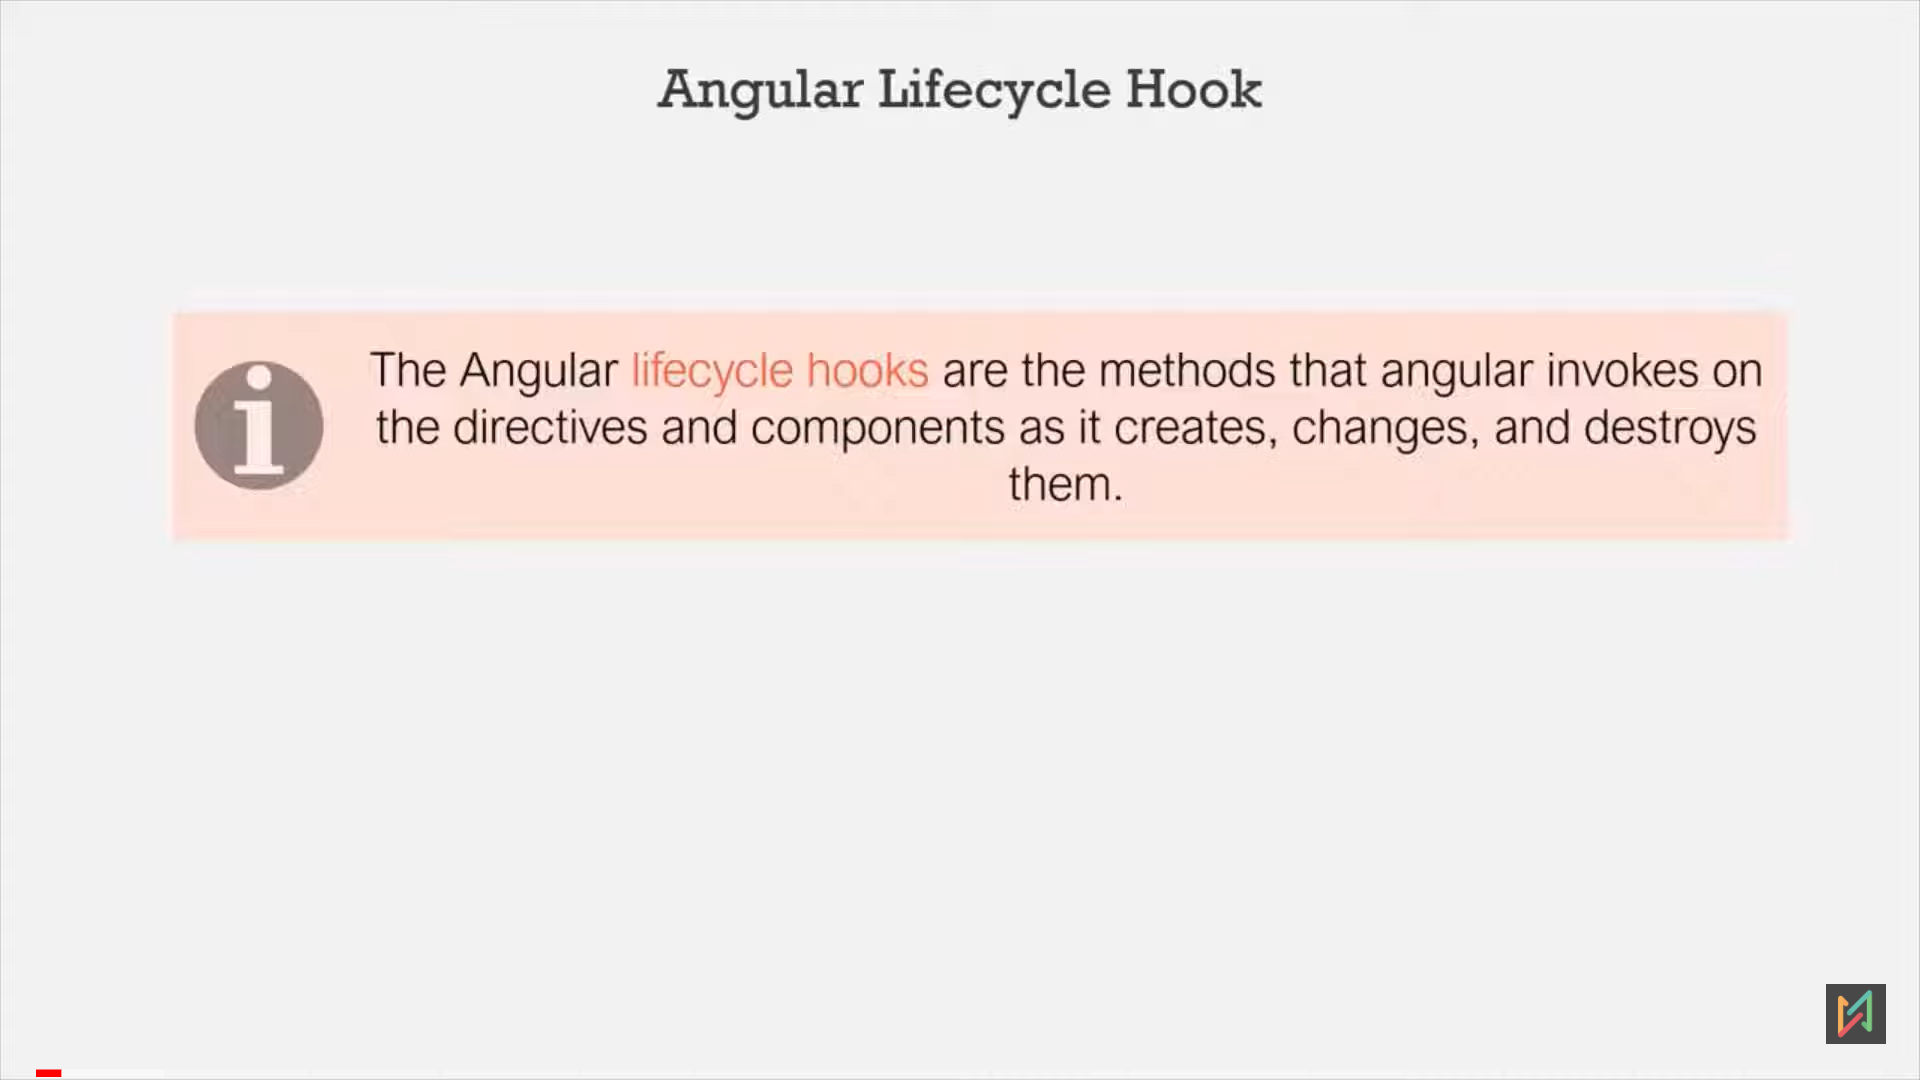 Angular Lifecycle Hook
The Angular lifecycle hooks are the methods that angular invokes on
the directives and components as it creates, changes, and destroys
them.